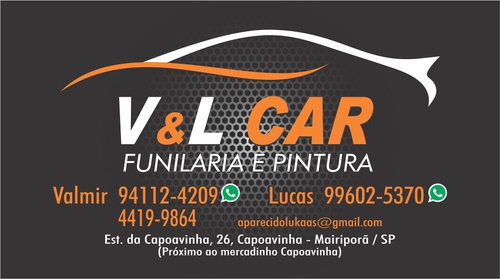 V & L CAR
FUNILARIA E PINTURA
Valmir 94112-4209 Lucas 99602-5370
4419-9864 aparecidolukaas@gmail.com
Est. da Capoavinha, 26, Capoavinha - Mairiporã / SP
(Próximo ao mercadinho Capoavinha)